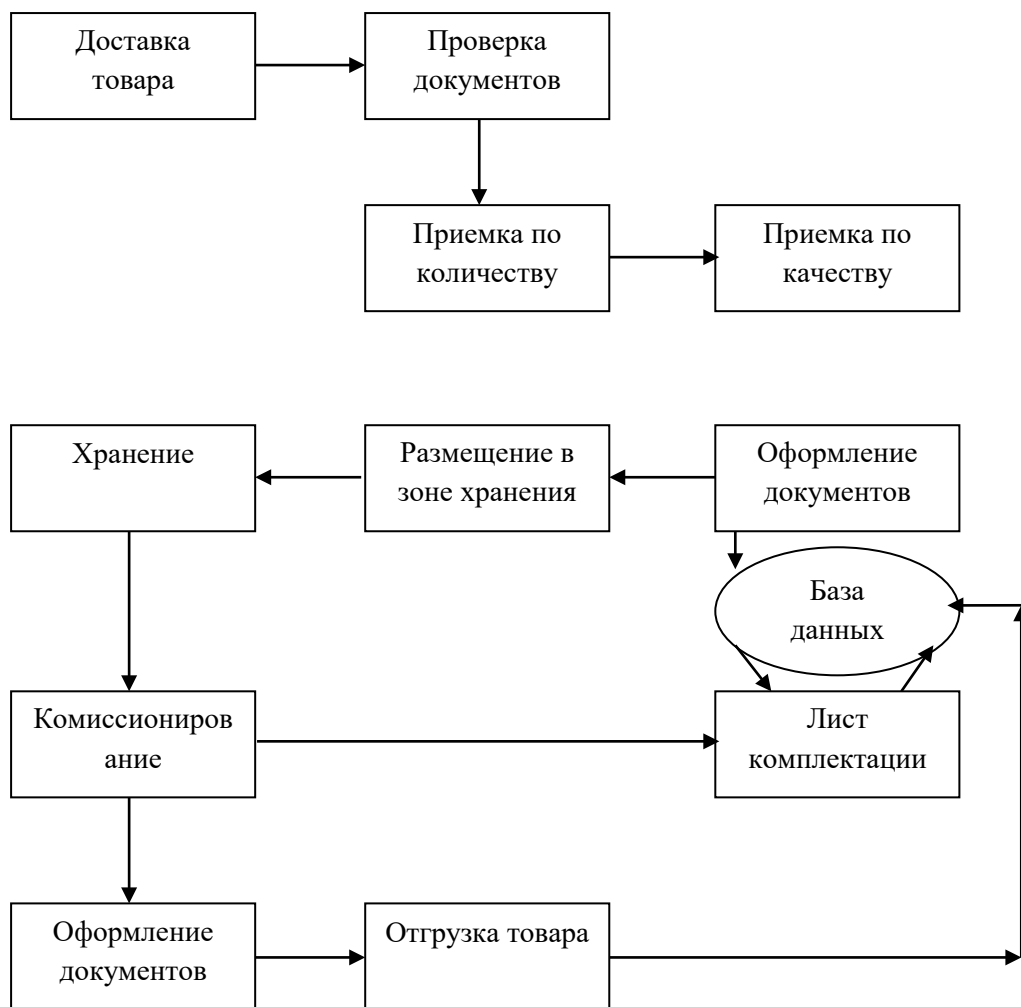 Доставка
товара
Проверка
документов
Приемка по
количеству
Приемка по
качеству
Хранение
Размещение в
зоне хранения
Оформление
документов
База
данных
Комиссиониров
ание
Лист
комплектации
Оформление
документов
Отгрузка товара